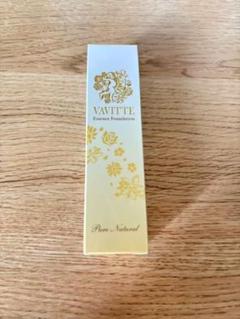 VAVITTE
Essence Foundation
Pure Natural